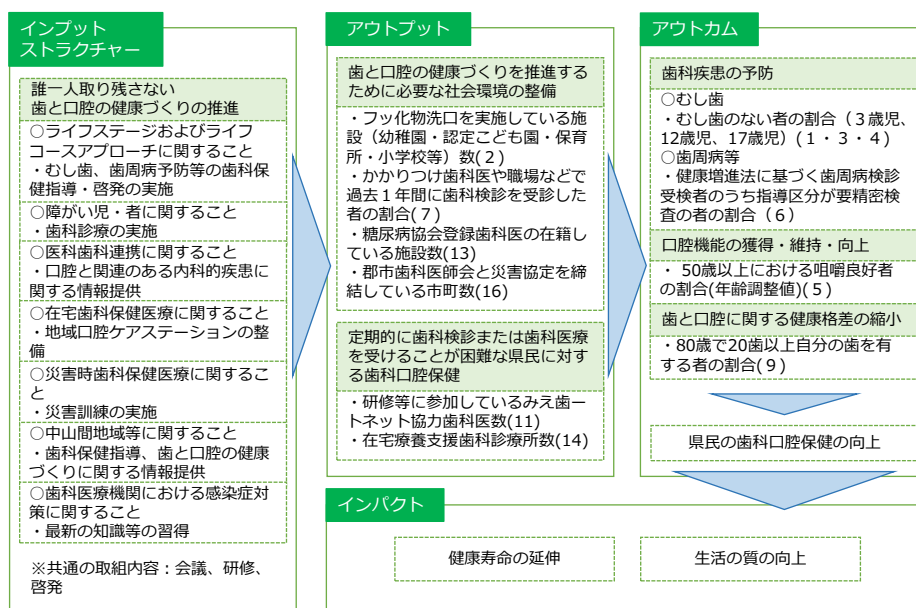 インプット
ストラクチャー
誰一人取り残さない
歯と口腔の健康づくりの推進
○ライフステージおよびライフ
コースアプローチに関すること
・むし歯、歯周病予防等の歯科保
健指導・啓発の実施
○障がい児・者に関すること
・歯科診療の実施
○医科歯科連携に関すること
・口腔と関連のある内科的疾患に
関する情報提供
○在宅歯科保健医療に関すること
・地域口腔ケアステーションの整
備
○災害時歯科保健医療に関するこ
と
・災害訓練の実施
○中山間地域等に関すること
・歯科保健指導、歯と口腔の健康
づくりに関する情報提供
○歯科医療機関における感染症対
策に関すること
・最新の知識等の習得
※共通の取組内容：会議、研修、
啓発
アウトプット
歯と口腔の健康づくりを推進する
ために必要な社会環境の整備
・フッ化物洗口を実施している施
設（幼稚園・認定こども園・保育
所・小学校等）数(２)
・かかりつけ歯科医や職場などで
過去１年間に歯科検診を受診した
者の割合(７)
・糖尿病協会登録歯科医の在籍し
ている施設数(13)
・郡市歯科医師会と災害協定を締
結している市町数(16)
定期的に歯科検診または歯科医療
を受けることが困難な県民に対す
る歯科口腔保健
・研修等に参加しているみえ歯ー
トネット協力歯科医数(11)
・在宅療養支援歯科診療所数(14)
アウトカム
歯科疾患の予防
○むし歯
・むし歯のない者の割合（３歳児、
12歳児、17歳児）(１・３・４)
○歯周病等
・健康増進法に基づく歯周病検診
受検者のうち指導区分が要精密検
査の者の割合（６)
口腔機能の獲得・維持・向上
・ 50歳以上における咀嚼良好者
の割合(年齢調整値)(５)
歯と口腔に関する健康格差の縮小
・80歳で20歯以上自分の歯を有
する者の割合(９)
県民の歯科口腔保健の向上
インパクト
健康寿命の延伸
生活の質の向上